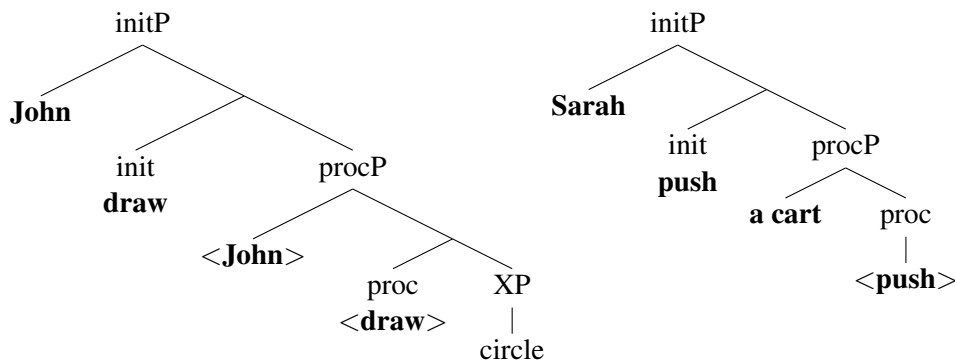 initP
John
init
draw
procP
<John>
proc
<draw>
XP
circle
initP
Sarah
init
push
procP
a cart
proc
<push>